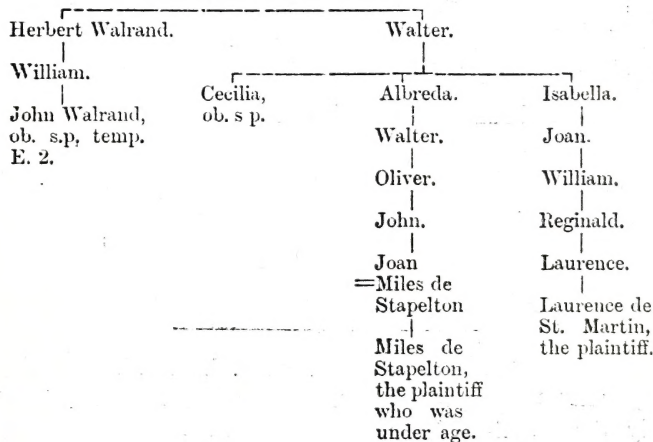 Herbert Walrand.
Walter.
William.
John Walrand,
ob. s.p. temp.
E. 2.
Cecilia,
ob. s p.
Albreda.
Walter.
Oliver.
John.
Joan
=Miles de
Stapelton
Miles de
Stapelton,
the plaintiff
who was
under age.
Isabella.
Joan.
William.
Reginald.
Laurence.
Laurence de
St. Martin,
the plaintiff.